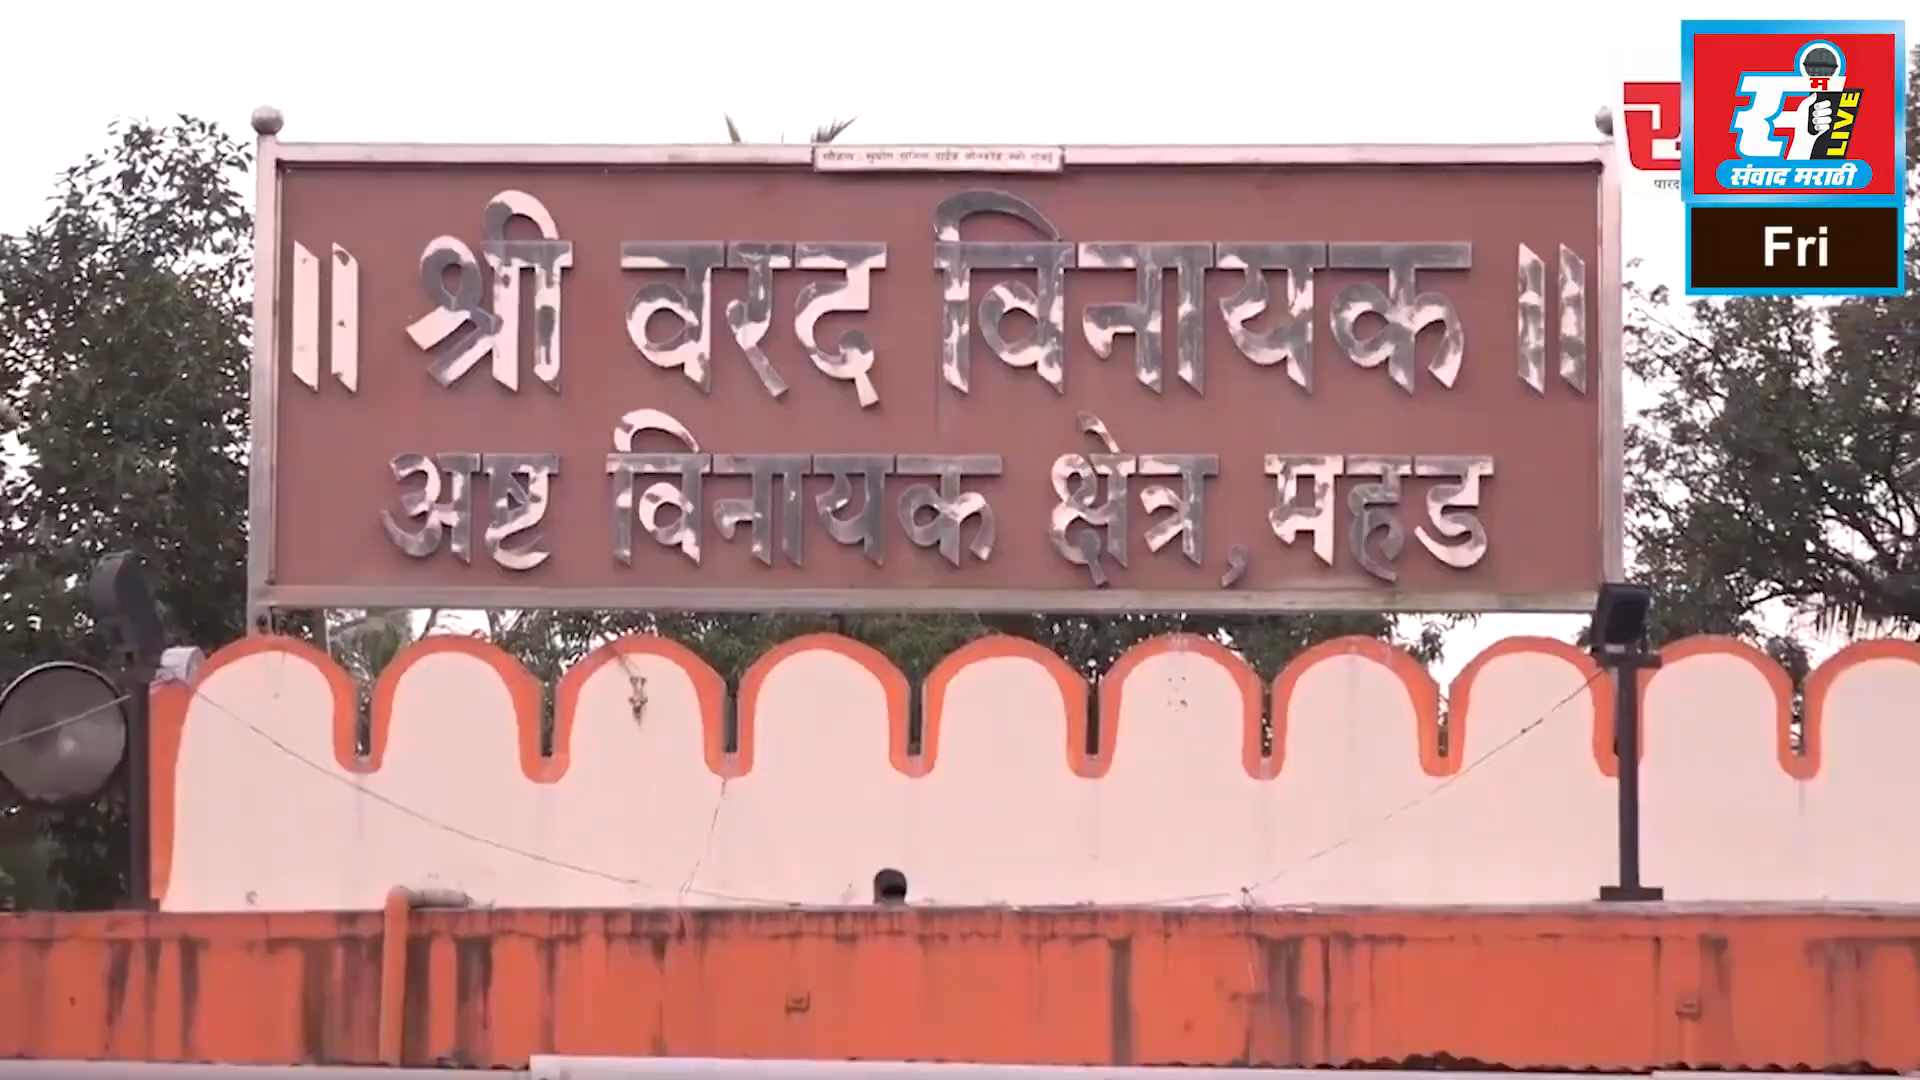 ॥ श्री वरद विनायक ॥
अष्ट विनायक क्षेत्र, महड
स
म
LIVE
संवाद मराठी
Fri